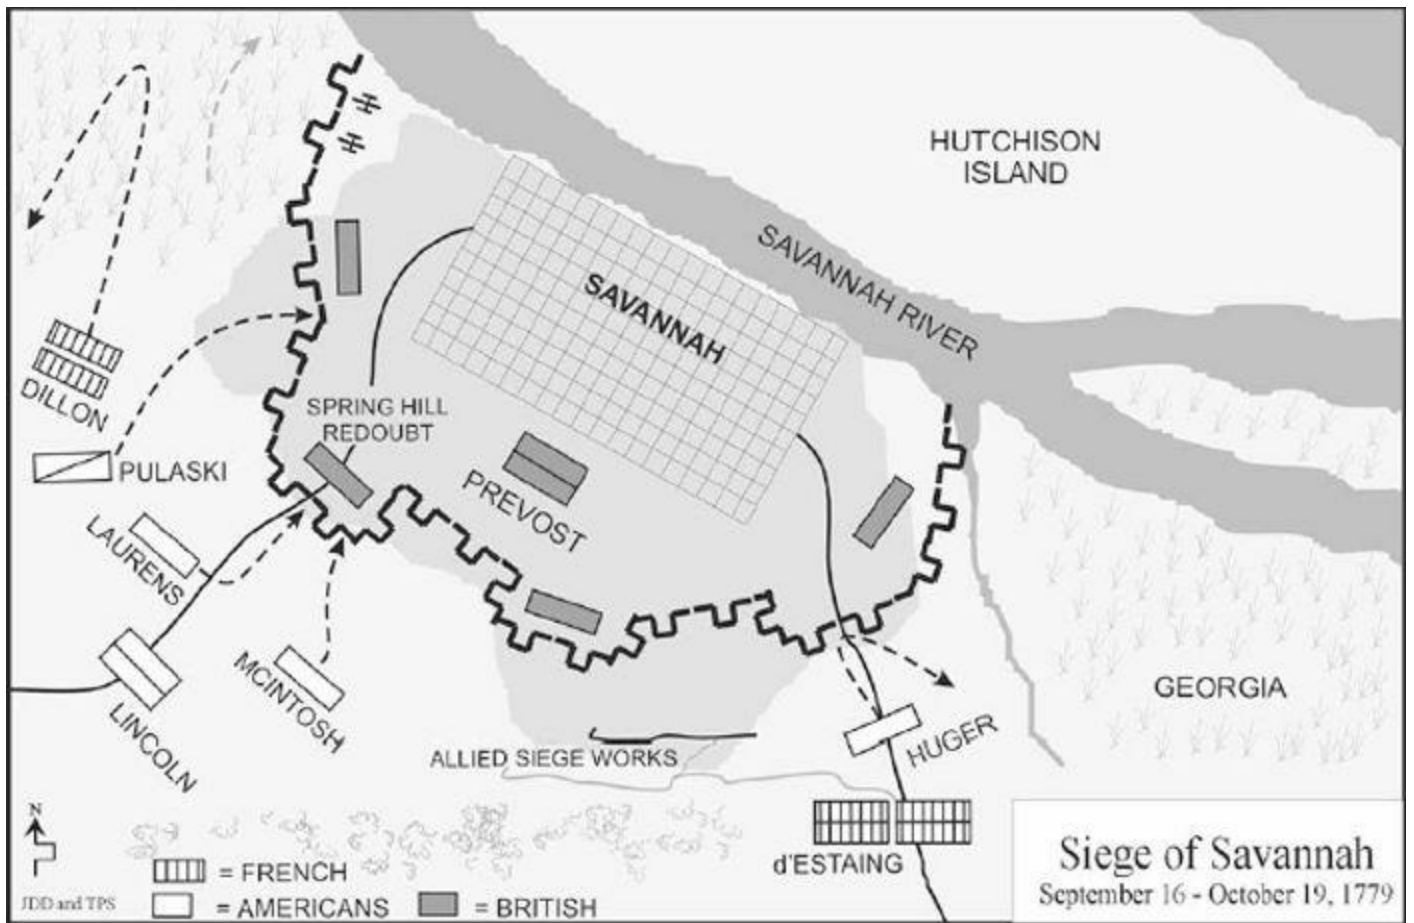 HUTCHISON
ISLAND
SAVANNAH RIVER
SAVANNAH
DILLON
SPRING HILL
REDOUBT
PULASKI
PREVOST
LAURENS
MCINTOSH
LINCOLN
GEORGIA
HUGER
ALLIED SIEGE WORKS
d'ESTAING
N
= FRENCH
= AMERICANS
= BRITISH
JDD and TPS
Siege of Savannah
September 16 - October 19, 1779